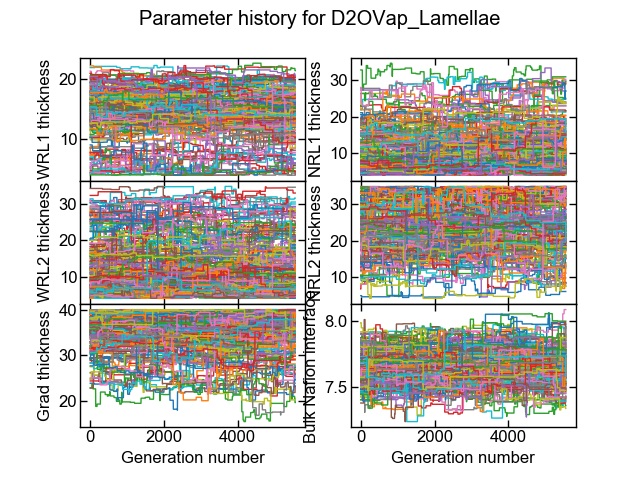 Parameter history for D2OVap_Lamellae
WRL1 thickness
20
10
NRL1 thickness
30
20
10
WRL2 thickness
30
20
10
NRL2 thickness
30
20
10
Grad thickness
40
30
20
Bulk Nafion interface
8.0
7.5
0
2000
4000
0
2000
4000
Generation number
Generation number